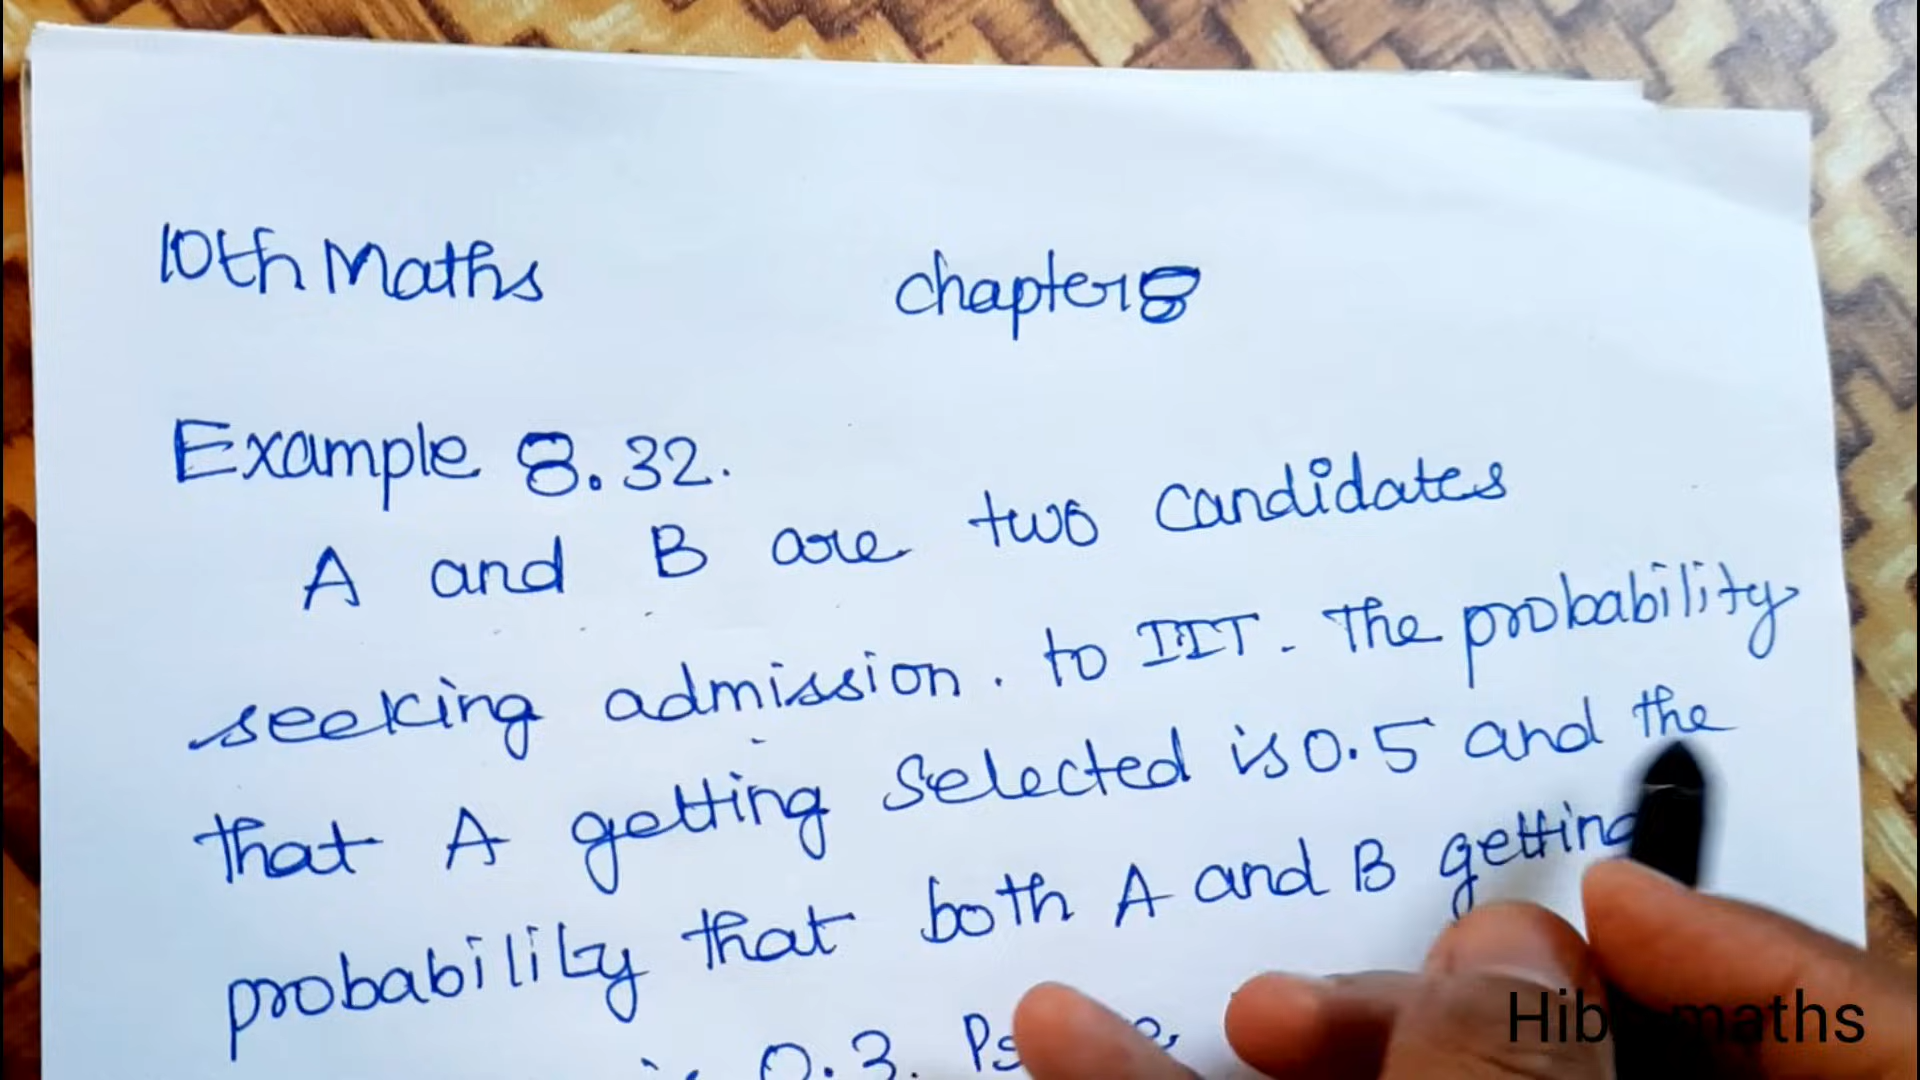 10th Maths chapter 8
Example 8.32.
A and B are two candidates
seeking admission. to IIT. The probability
that A getting selected is 0.5 and the
probability that both A and B getting
is 0.3.
maths